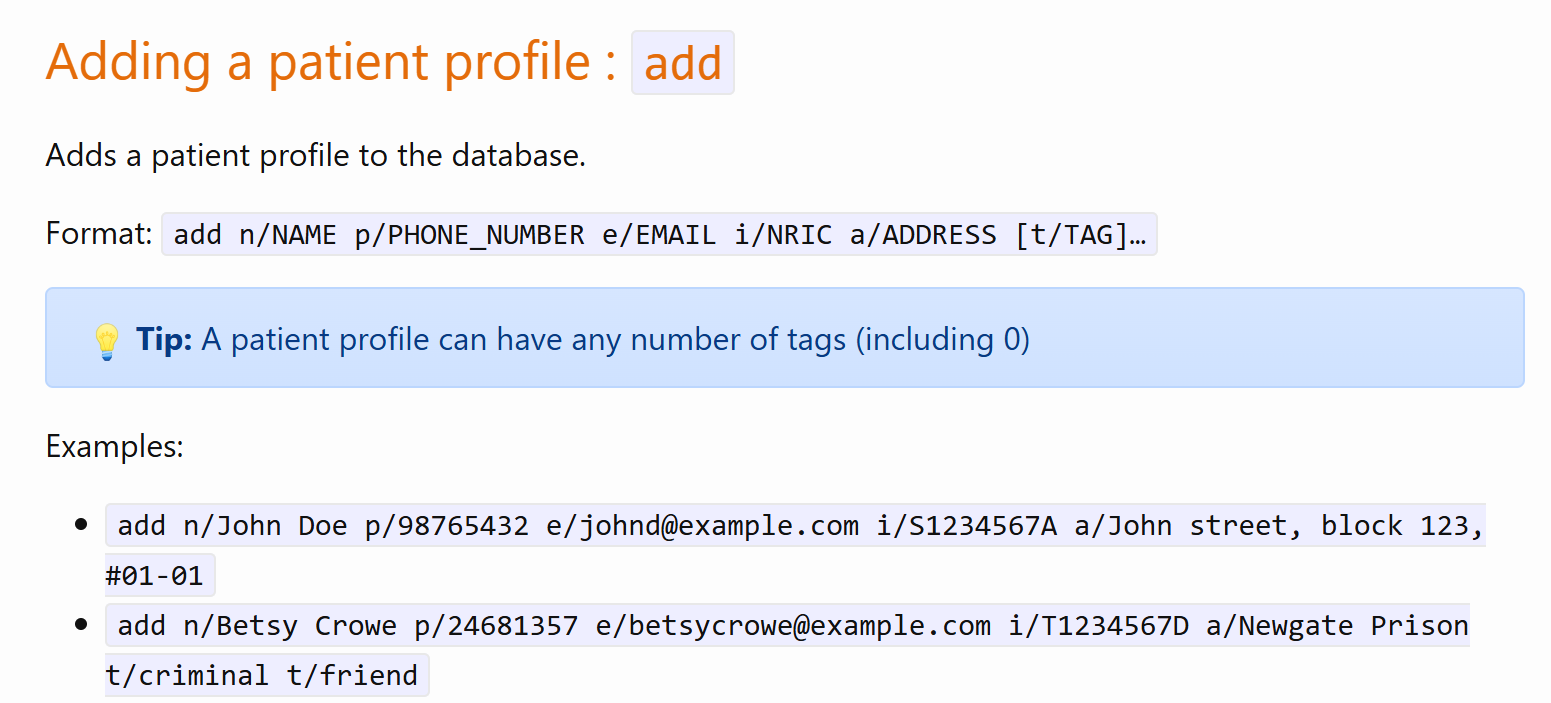 Adding a patient profile : add
Adds a patient profile to the database.
Format: add n/NAME p/PHONE_NUMBER e/EMAIL i/NRIC a/ADDRESS [t/TAG]…
💡 Tip: A patient profile can have any number of tags (including 0)
Examples:
• add n/John Doe p/98765432 e/johnd@example.com i/S1234567A a/John street, block 123,
#01-01
• add n/Betsy Crowe p/24681357 e/betsycrowe@example.com i/T1234567D a/Newgate Prison
t/criminal t/friend